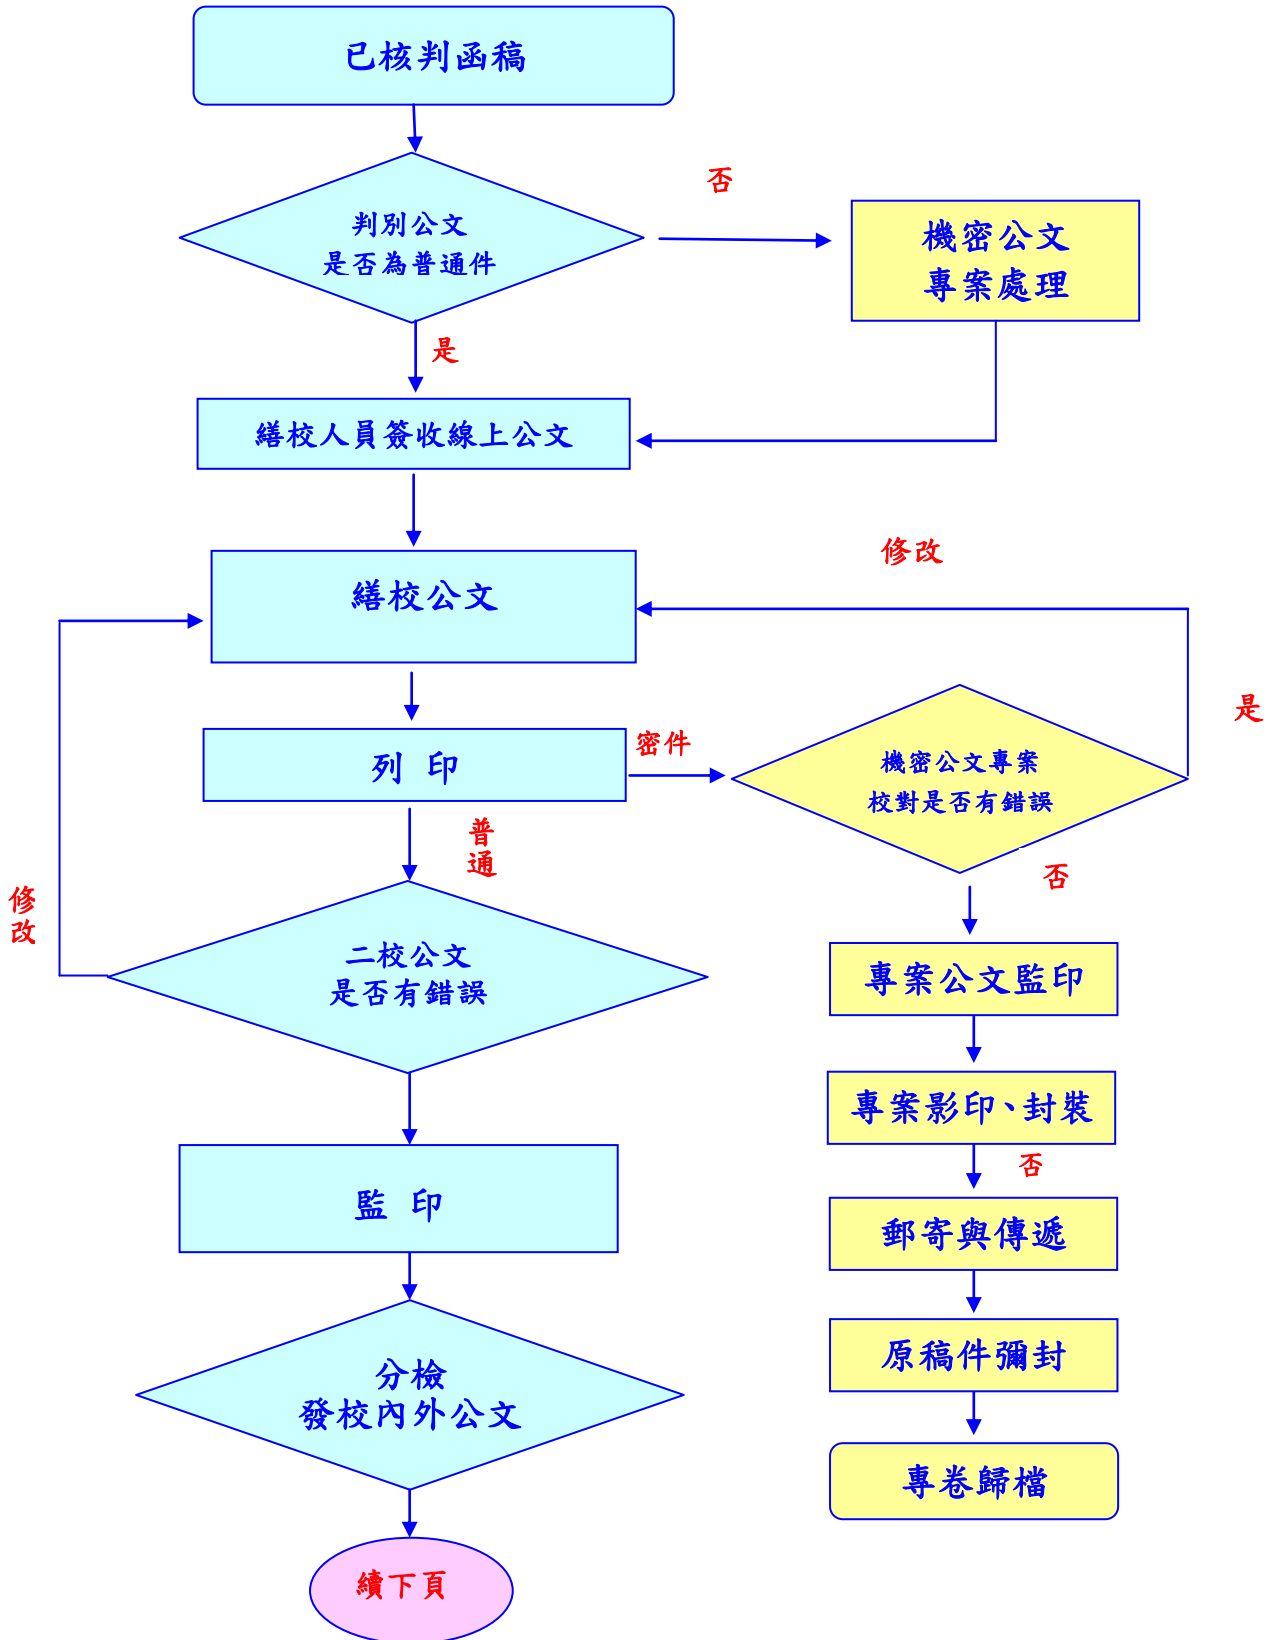 已核判函稿
否
判別公文
是否為普通件
機密公文
專案處理
是
繕校人員簽收線上公文
修改
繕校公文
是
列 印
密件
機密公文專案
校對是否有錯誤
普
通
否
修
改
二校公文
是否有錯誤
專案公文監印
專案影印、封裝
否
監 印
郵寄與傳遞
原稿件彌封
分檢
發校內外公文
專卷歸檔
續下頁